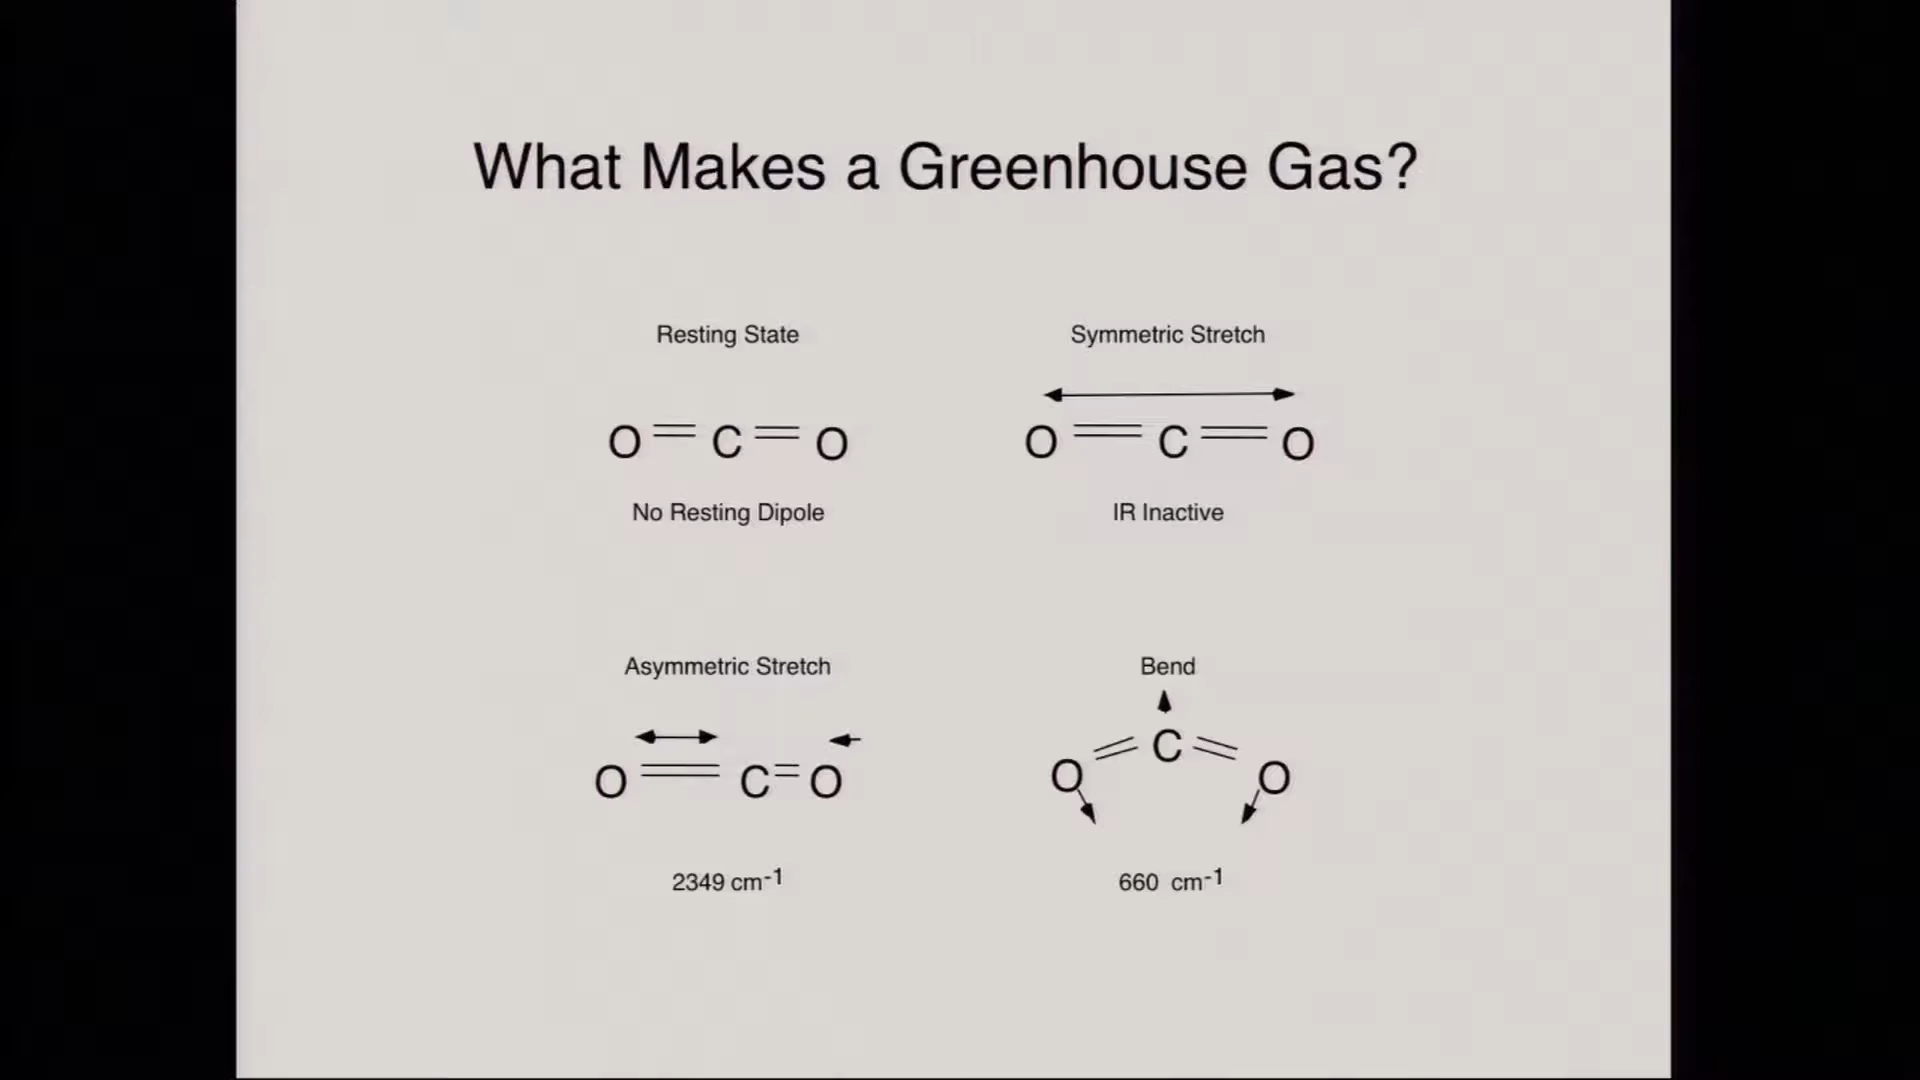 What Makes a Greenhouse Gas?
Resting State
O=C=O
No Resting Dipole
Symmetric Stretch
O=C=O
IR Inactive
Asymmetric Stretch
O=C=O
2349 cm-1
Bend
O=C=O
660 cm-1